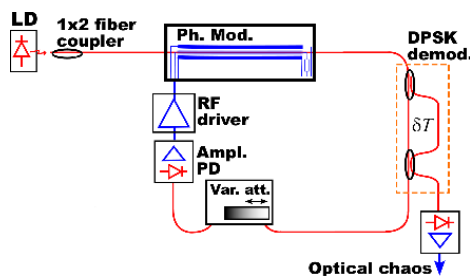 LD
1x2 fiber
coupler
Ph. Mod.
DPSK
demod.
δT
RF
driver
Ampl.
PD
Var. att.
Optical chaos